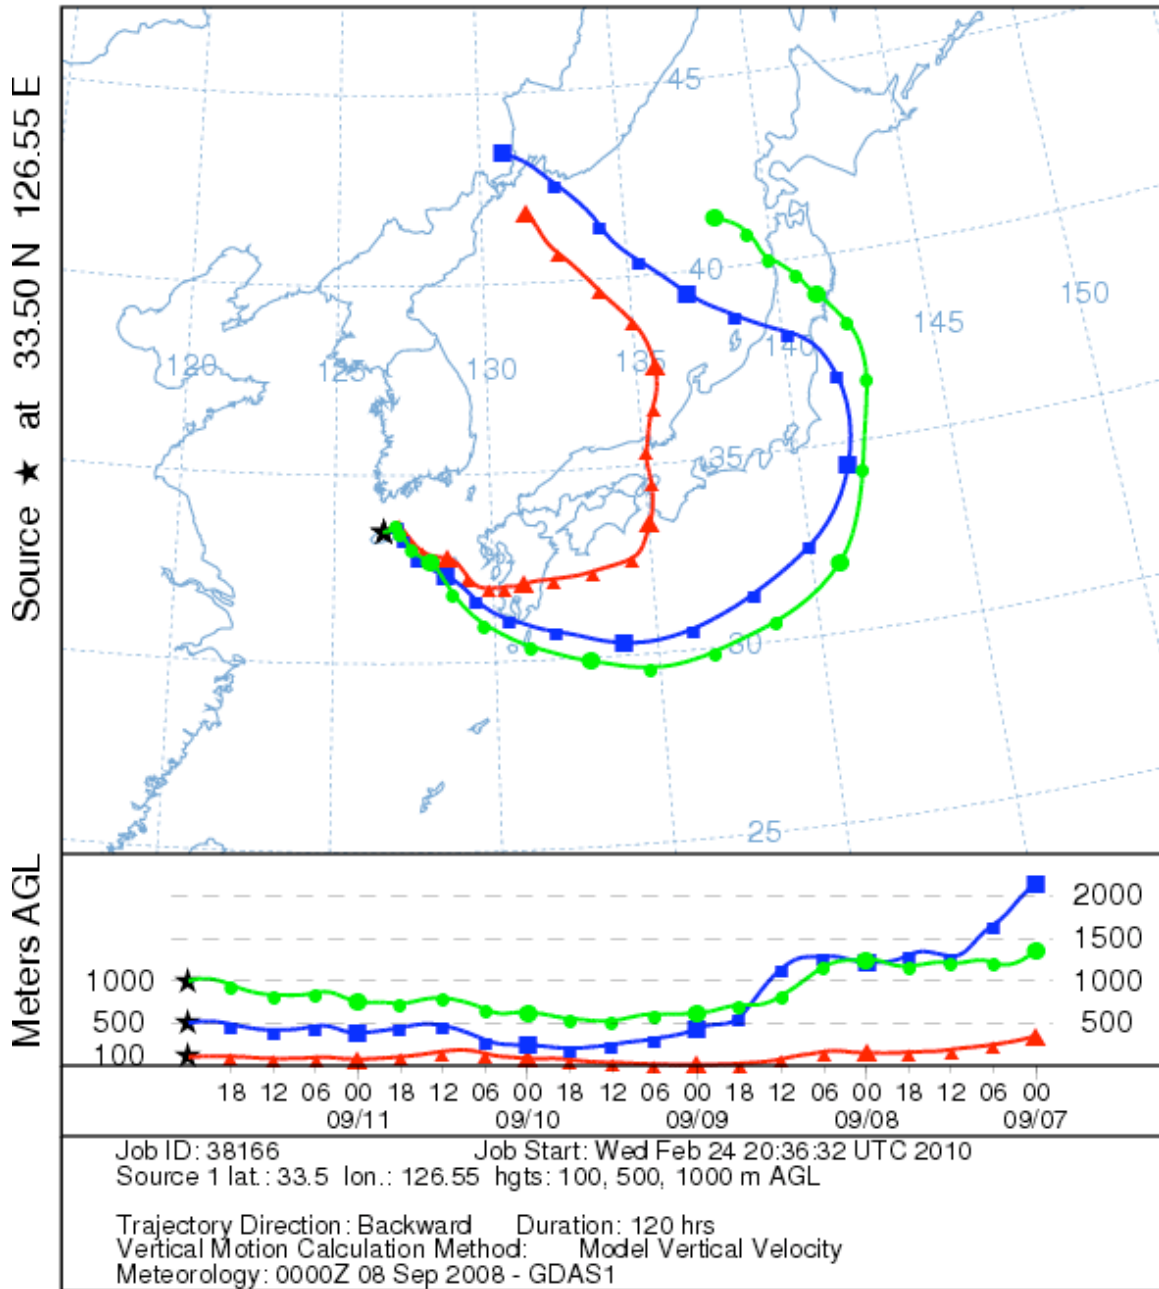 Source ★ at 33.50 N 126.55 E
45
40
150
145
140
120
125
130
135
35
30
25
Meters AGL
2000
1500
1000
1000
500
500
100
18 12 06 00 18 12 06 00 18 12 06 00 18 12 06 00 18 12 06 00
09/11 09/10 09/09 09/08 09/07
Job ID: 38166 Job Start: Wed Feb 24 20:36:32 UTC 2010
Source 1 lat.: 33.5 lon.: 126.55 hgts: 100, 500, 1000 m AGL
Trajectory Direction: Backward Duration: 120 hrs
Vertical Motion Calculation Method: Model Vertical Velocity
Meteorology: 0000Z 08 Sep 2008 - GDAS1